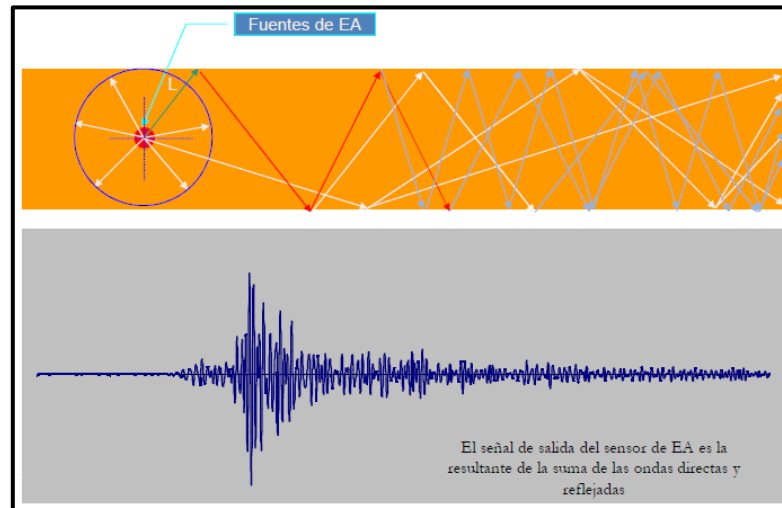 Fuentes de EA
L
El señal de salida del sensor de EA es la
resultante de la suma de las ondas directas y
reflejadas